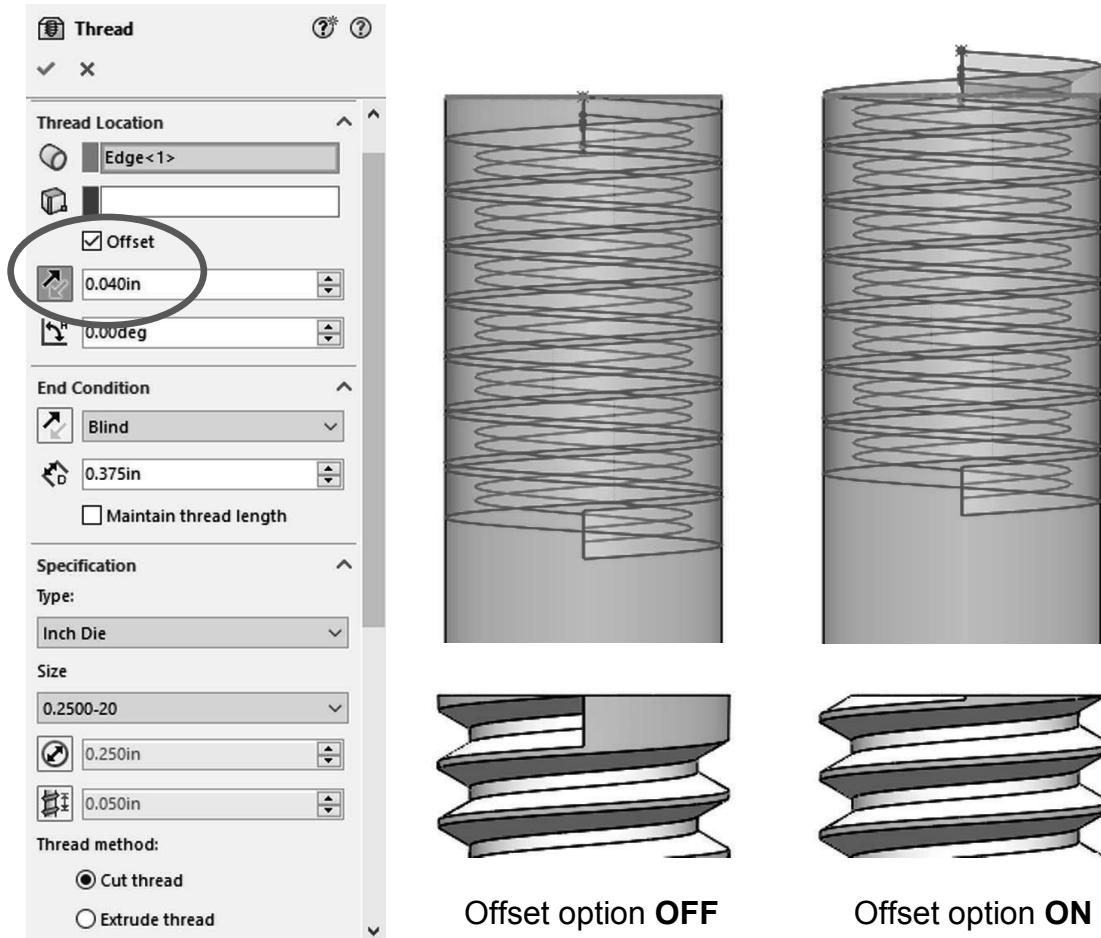 Thread
Thread Location
Edge<1>
Offset
0.040in
0.00deg
End Condition
Blind
D
0.375in
Maintain thread length
Specification
Type:
Inch Die
Size
0.2500-20
0.250in
0.050in
Thread method:
Cut thread
Extrude thread
Offset option OFF
Offset option ON